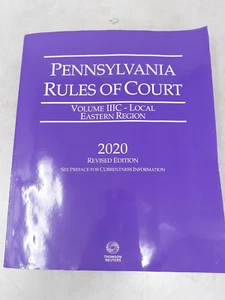 PENNSYLVANIA
RULES OF COURT
VOLUME IIIC - LOCAL
EASTERN REGION
2020
REVISED EDITION
SEE PREFACE FOR CURRENTNESS INFORMATION
THOMSON
REUTERS